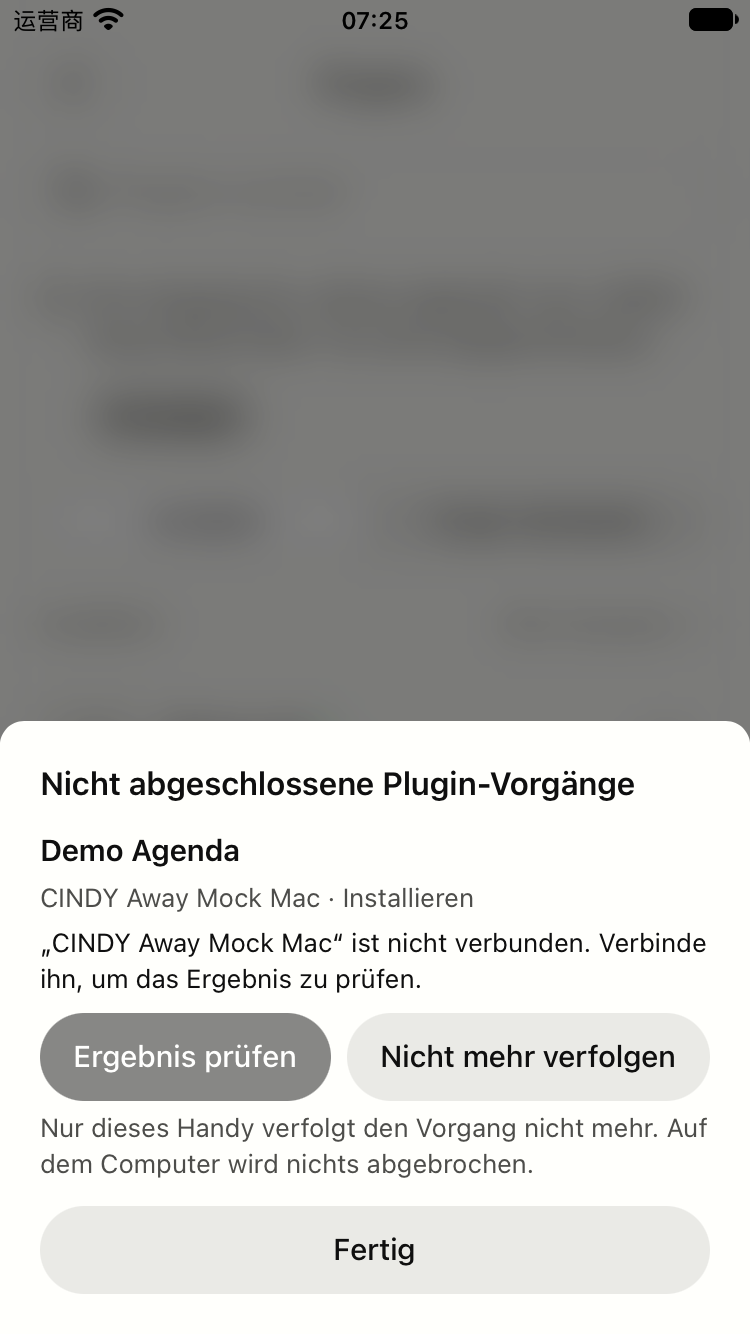 运营商
07:25
Nicht abgeschlossene Plugin-Vorgänge
Demo Agenda
CINDY Away Mock Mac · Installieren
„CINDY Away Mock Mac“ ist nicht verbunden. Verbinde
ihn, um das Ergebnis zu prüfen.
Ergebnis prüfen
Nicht mehr verfolgen
Nur dieses Handy verfolgt den Vorgang nicht mehr. Auf
dem Computer wird nichts abgebrochen.
Fertig